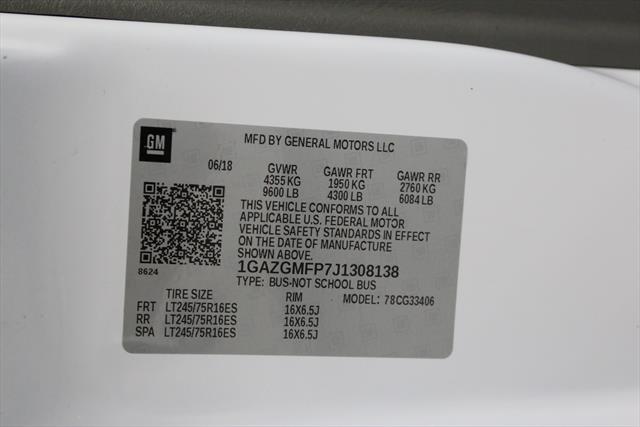 GM
MFD BY GENERAL MOTORS LLC
06/18 GVWR GAWR FRT GAWR RR
4355 KG 1950 KG 2760 KG
9600 LB 4300 LB 6084 LB
THIS VEHICLE CONFORMS TO ALL
APPLICABLE U.S. FEDERAL MOTOR
VEHICLE SAFETY STANDARDS IN EFFECT
ON THE DATE OF MANUFACTURE
SHOWN ABOVE.
8624
1GAZGMFP7J1308138
TYPE: BUS-NOT SCHOOL BUS
TIRE SIZE RIM MODEL: 78CG33406
FRT LT245/75R16ES 16X6.5J
RR LT245/75R16ES 16X6.5J
SPA LT245/75R16ES 16X6.5J